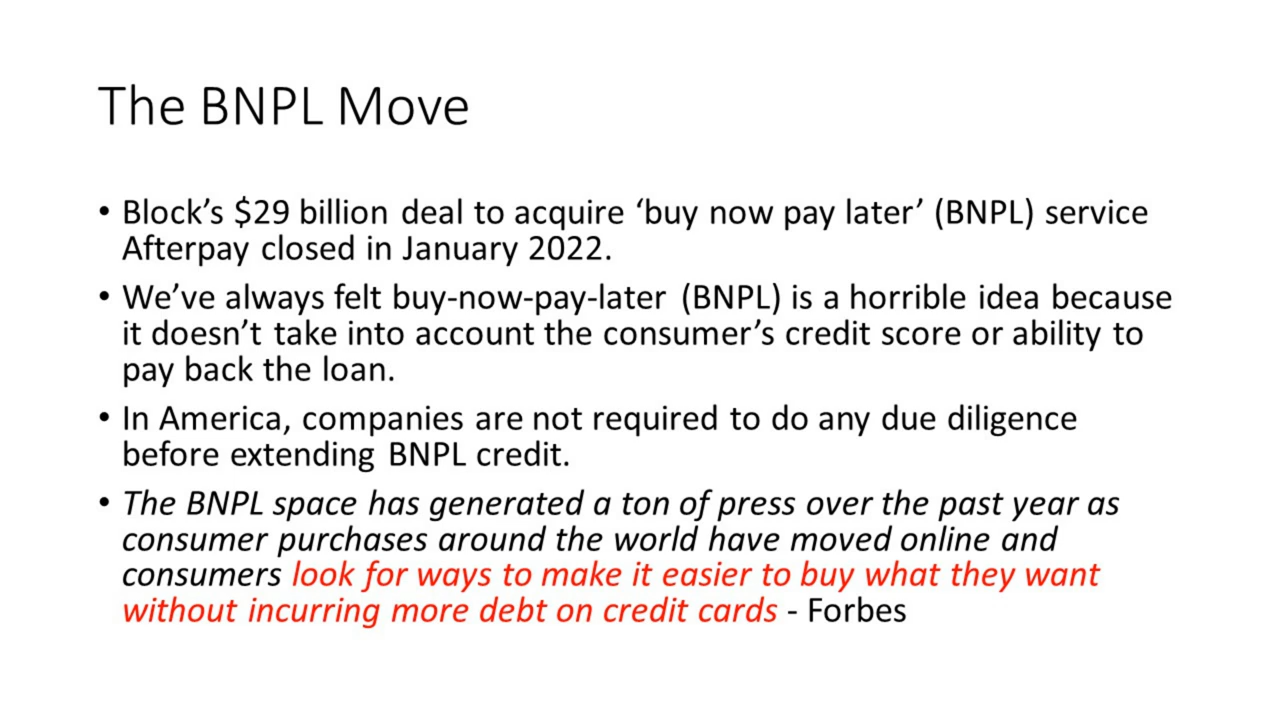 The BNPL Move
• Block’s $29 billion deal to acquire ‘buy now pay later’ (BNPL) service
Afterpay closed in January 2022.
• We’ve always felt buy-now-pay-later (BNPL) is a horrible idea because
it doesn’t take into account the consumer’s credit score or ability to
pay back the loan.
• In America, companies are not required to do any due diligence
before extending BNPL credit.
• The BNPL space has generated a ton of press over the past year as
consumer purchases around the world have moved online and
consumers look for ways to make it easier to buy what they want
without incurring more debt on credit cards - Forbes